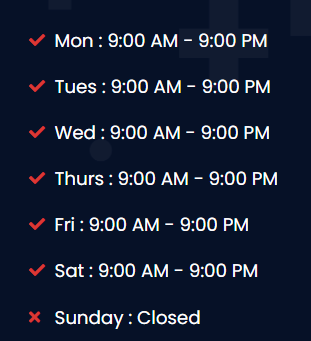 Mon : 9:00 AM - 9:00 PM
Tues : 9:00 AM - 9:00 PM
Wed : 9:00 AM - 9:00 PM
Thurs : 9:00 AM - 9:00 PM
Fri : 9:00 AM - 9:00 PM
Sat : 9:00 AM - 9:00 PM
Sunday : Closed